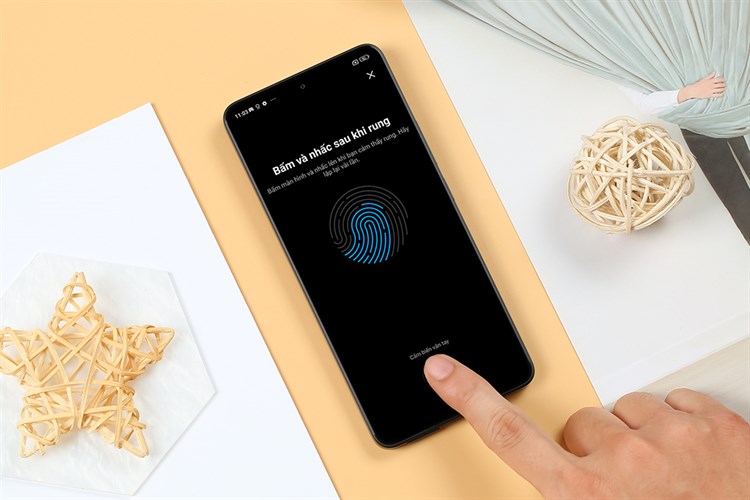 11:03
Bấm và nhấc sau khi rung
Bấm màn hình và nhấc lên khi bạn cảm thấy rung. Hãy
lặp lại vài lần.
Cảm biến vân tay